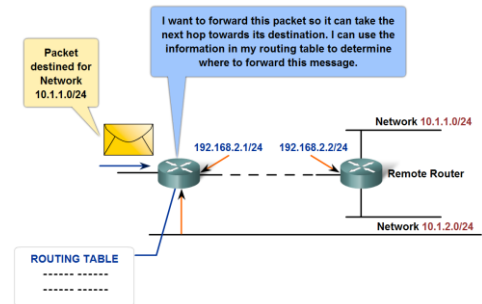 I want to forward this packet so it can take the
next hop towards its destination. I can use the
information in my routing table to determine
where to forward this message.
Packet
destined for
Network
10.1.1.0/24
Network 10.1.1.0/24
192.168.2.1/24
192.168.2.2/24
Remote Router
Network 10.1.2.0/24
ROUTING TABLE
------ ------
------ ------